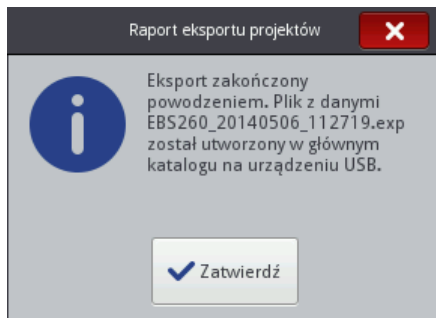 Raport eksportu projektów
Eksport zakończony
powodzeniem. Plik z danymi
EBS260_20140506_112719.exp
został utworzony w głównym
katalogu na urządzeniu USB.
Zatwierdź